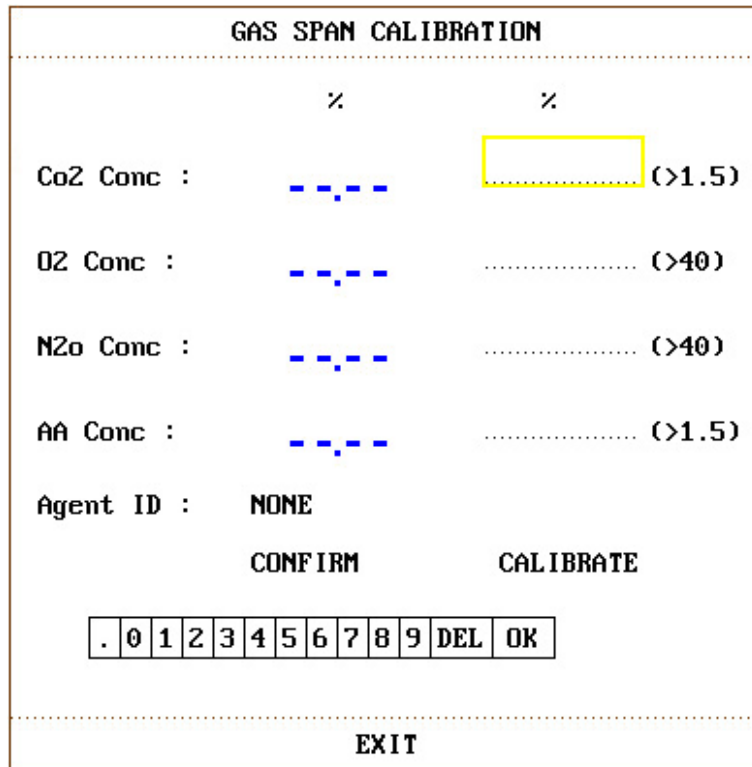 GAS SPAN CALIBRATION
% %
Co2 Conc : --.-- .................... (>1.5)
O2 Conc : --.-- .................... (>40)
N2o Conc : --.-- .................... (>40)
AA Conc : --.-- .................... (>1.5)
Agent ID : NONE
CONFIRM CALIBRATE
. 0 1 2 3 4 5 6 7 8 9 DEL OK
EXIT